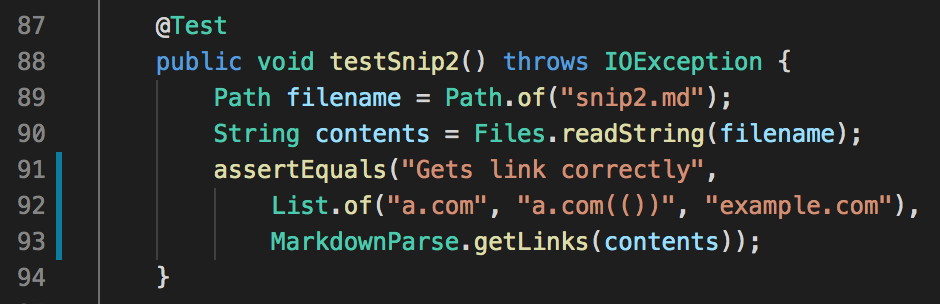 87 @Test
88 public void testSnip2() throws IOException {
89 Path filename = Path.of("snip2.md");
90 String contents = Files.readString(filename);
91 assertEquals("Gets link correctly",
92 List.of("a.com", "a.com(())", "example.com"),
93 MarkdownParse.getLinks(contents));
94 }